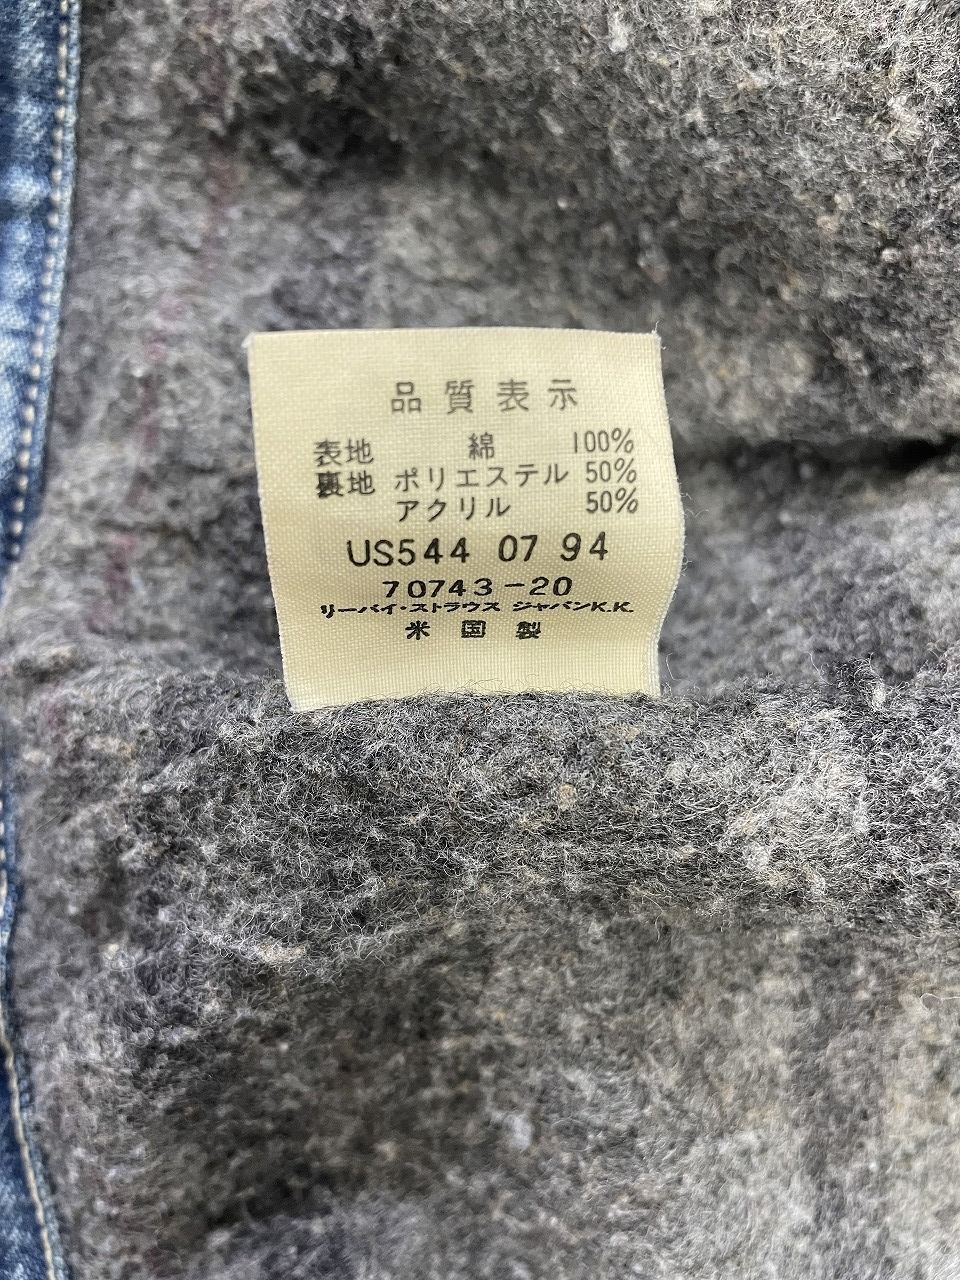 品質表示
表地 綿 100%
裏地 ポリエステル 50%
アクリル 50%
US544 07 94
70743-20
リーバイ・ストラウス ジャパンK.K.
米国製